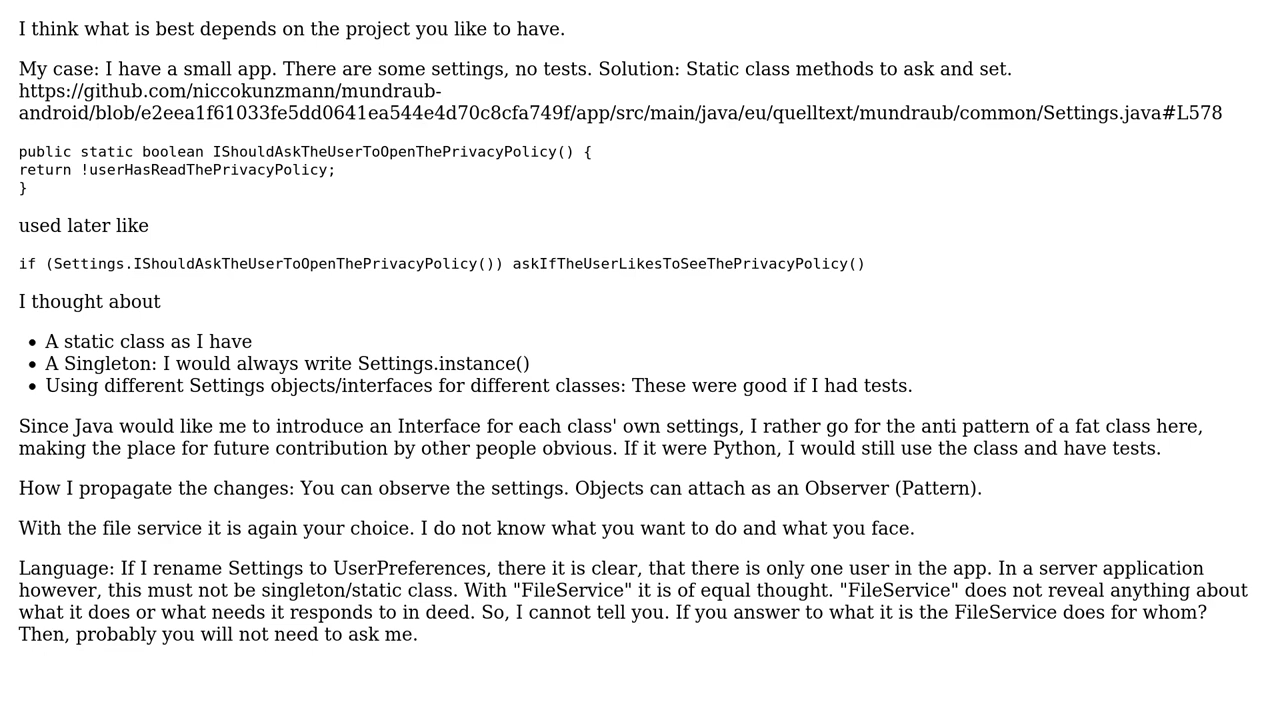 I think what is best depends on the project you like to have.
My case: I have a small app. There are some settings, no tests. Solution: Static class methods to ask and set.
https://github.com/niccokunzmann/mundraub-
android/blob/e2eea1f61033fe5dd0641ea544e4d70c8cfa749f/app/src/main/java/eu/quelltext/mundraub/common/Settings.java#L578
public static boolean IShouldAskTheUserToOpenThePrivacyPolicy() {
return !userHasReadThePrivacyPolicy;
}
used later like
if (Settings.IShouldAskTheUserToOpenThePrivacyPolicy()) askIfTheUserLikesToSeeThePrivacyPolicy()
I thought about
• A static class as I have
• A Singleton: I would always write Settings.instance()
• Using different Settings objects/interfaces for different classes: These were good if I had tests.
Since Java would like me to introduce an Interface for each class' own settings, I rather go for the anti pattern of a fat class here,
making the place for future contribution by other people obvious. If it were Python, I would still use the class and have tests.
How I propagate the changes: You can observe the settings. Objects can attach as an Observer (Pattern).
With the file service it is again your choice. I do not know what you want to do and what you face.
Language: If I rename Settings to UserPreferences, there it is clear, that there is only one user in the app. In a server application
however, this must not be singleton/static class. With "FileService" it is of equal thought. "FileService" does not reveal anything about
what it does or what needs it responds to in deed. So, I cannot tell you. If you answer to what it is the FileService does for whom?
Then, probably you will not need to ask me.